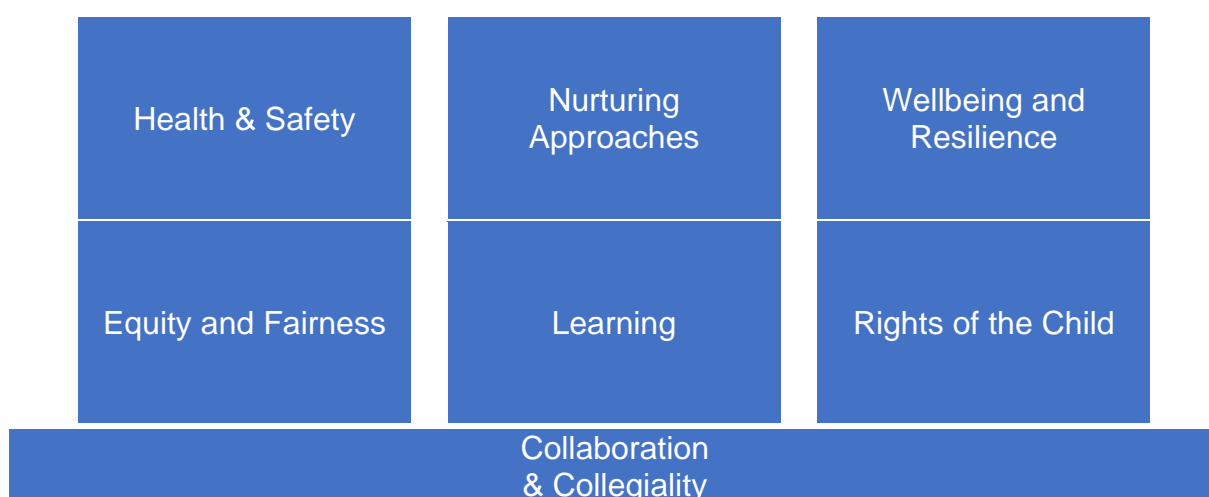 Health & Safety
Nurturing
Approaches
Wellbeing and
Resilience
Equity and Fairness
Learning
Rights of the Child
Collaboration
& Collegiality